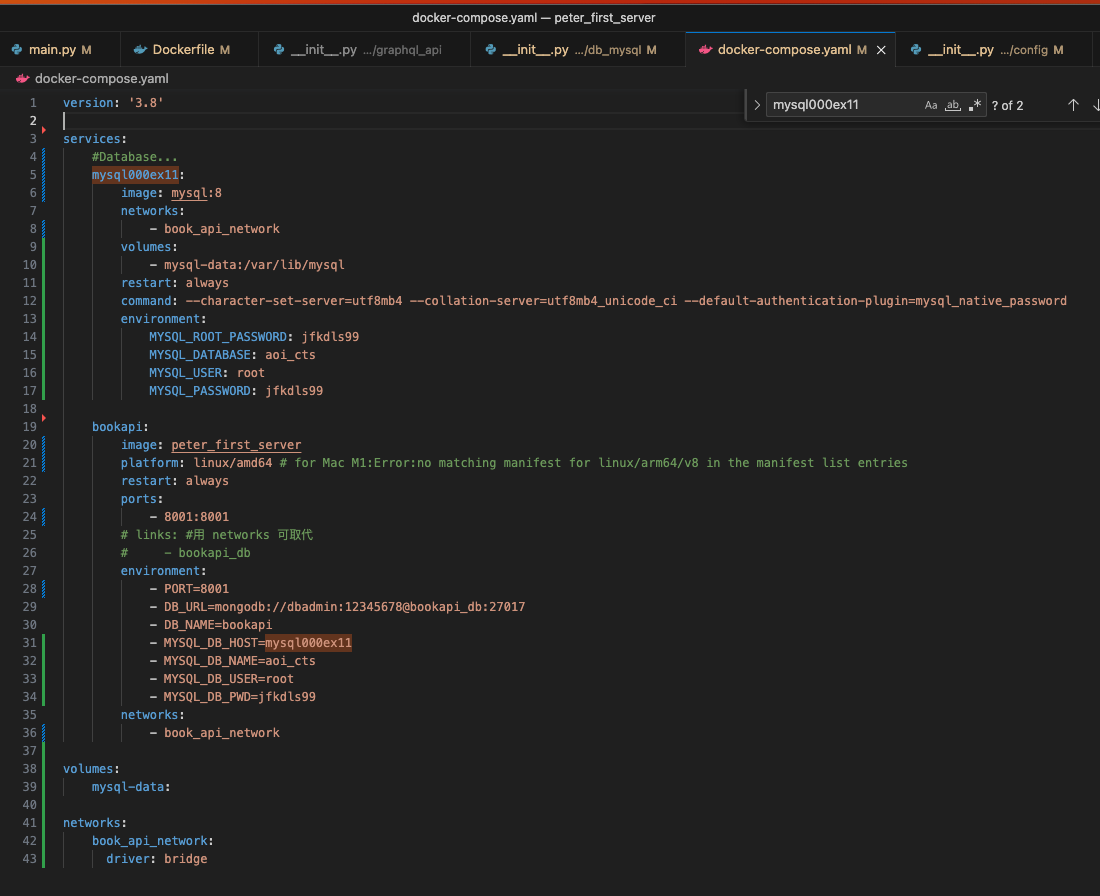 docker-compose.yaml — peter_first_server
main.py M
Dockerfile M
__init__.py .../graphql_api
__init__.py .../db_mysql M
docker-compose.yaml M
__init__.py .../config M
docker-compose.yaml
mysql000ex11 Aa ab .* ? of 2
1 version: '3.8'
2
3 services:
4 #Database...
5 mysql000ex11:
6 image: mysql:8
7 networks:
8 - book_api_network
9 volumes:
10 - mysql-data:/var/lib/mysql
11 restart: always
12 command: --character-set-server=utf8mb4 --collation-server=utf8mb4_unicode_ci --default-authentication-plugin=mysql_native_password
13 environment:
14 MYSQL_ROOT_PASSWORD: jfkdls99
15 MYSQL_DATABASE: aoi_cts
16 MYSQL_USER: root
17 MYSQL_PASSWORD: jfkdls99
18
19 bookapi:
20 image: peter_first_server
21 platform: linux/amd64 # for Mac M1:Error:no matching manifest for linux/arm64/v8 in the manifest list entries
22 restart: always
23 ports:
24 - 8001:8001
25 # links: #用 networks 可取代
26 # - bookapi_db
27 environment:
28 - PORT=8001
29 - DB_URL=mongodb://dbadmin:12345678@bookapi_db:27017
30 - DB_NAME=bookapi
31 - MYSQL_DB_HOST=mysql000ex11
32 - MYSQL_DB_NAME=aoi_cts
33 - MYSQL_DB_USER=root
34 - MYSQL_DB_PWD=jfkdls99
35 networks:
36 - book_api_network
37
38 volumes:
39 mysql-data:
40
41 networks:
42 book_api_network:
43 driver: bridge